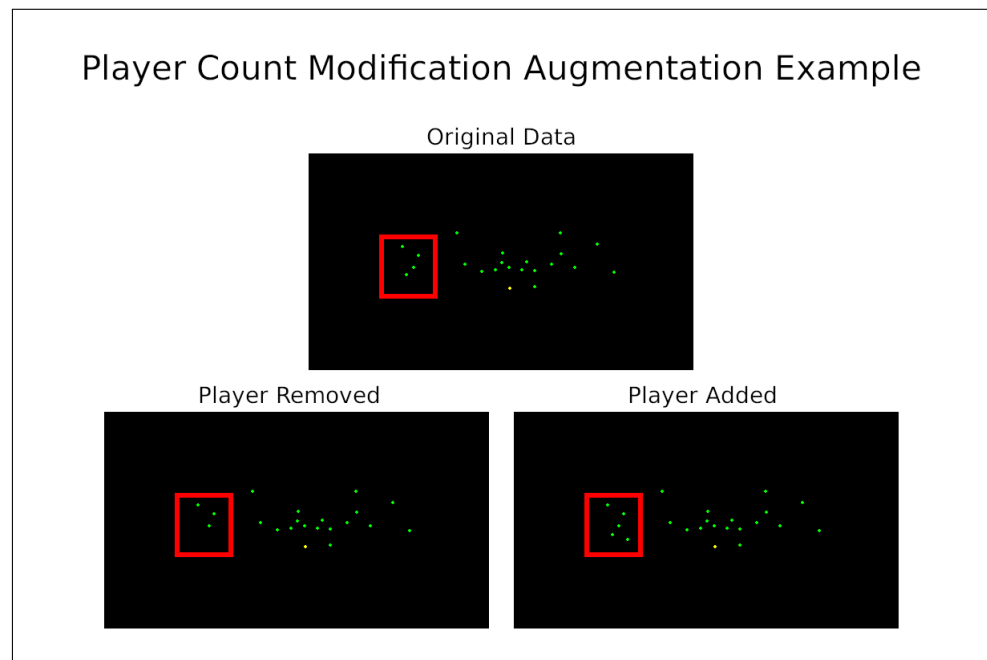 Player Count Modification Augmentation Example
Original Data
Player Removed
Player Added